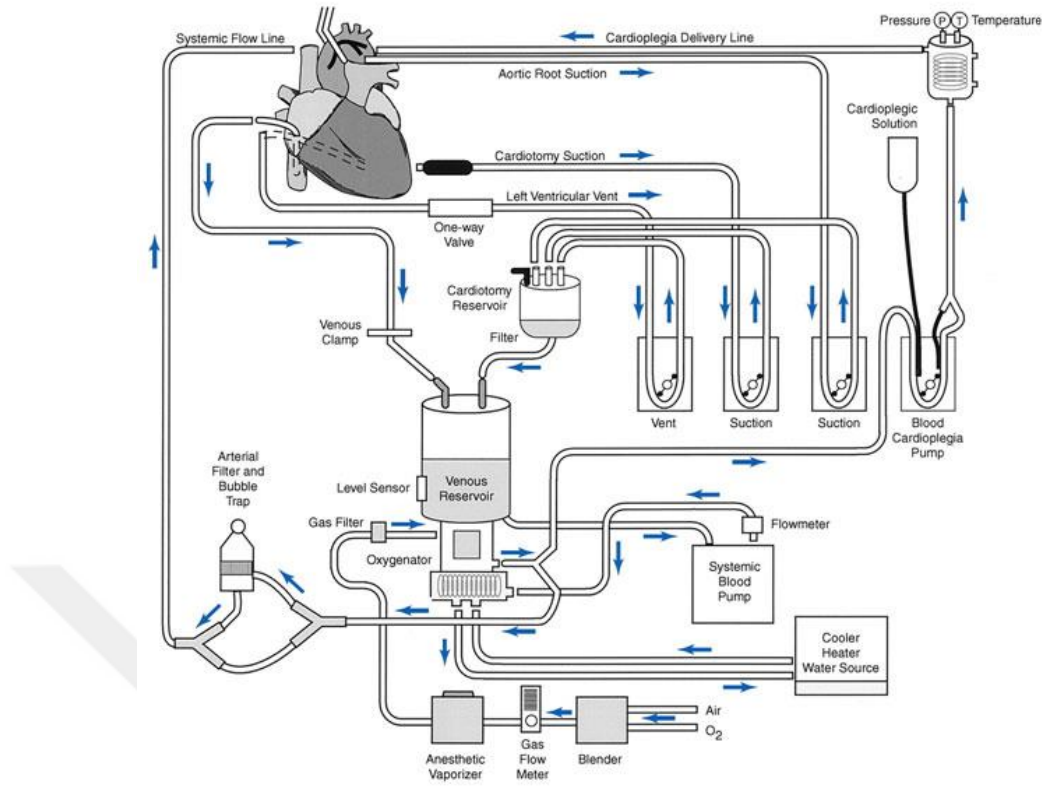 Pressure P T Temperature
Systemic Flow Line
Cardioplegia Delivery Line
Aortic Root Suction
Cardioplegic
Solution
Cardiotomy Suction
Left Ventricular Vent
One-way
Valve
Cardiotomy
Reservoir
Venous
Clamp
Filter
Vent
Suction
Suction
Blood
Cardioplegia
Pump
Arterial
Filter and
Bubble
Trap
Level Sensor
Venous
Reservoir
Gas Filter
Flowmeter
Oxygenator
Systemic
Blood
Pump
Cooler
Heater
Water Source
Air
O2
Anesthetic
Vaporizer
Gas
Flow
Meter
Blender